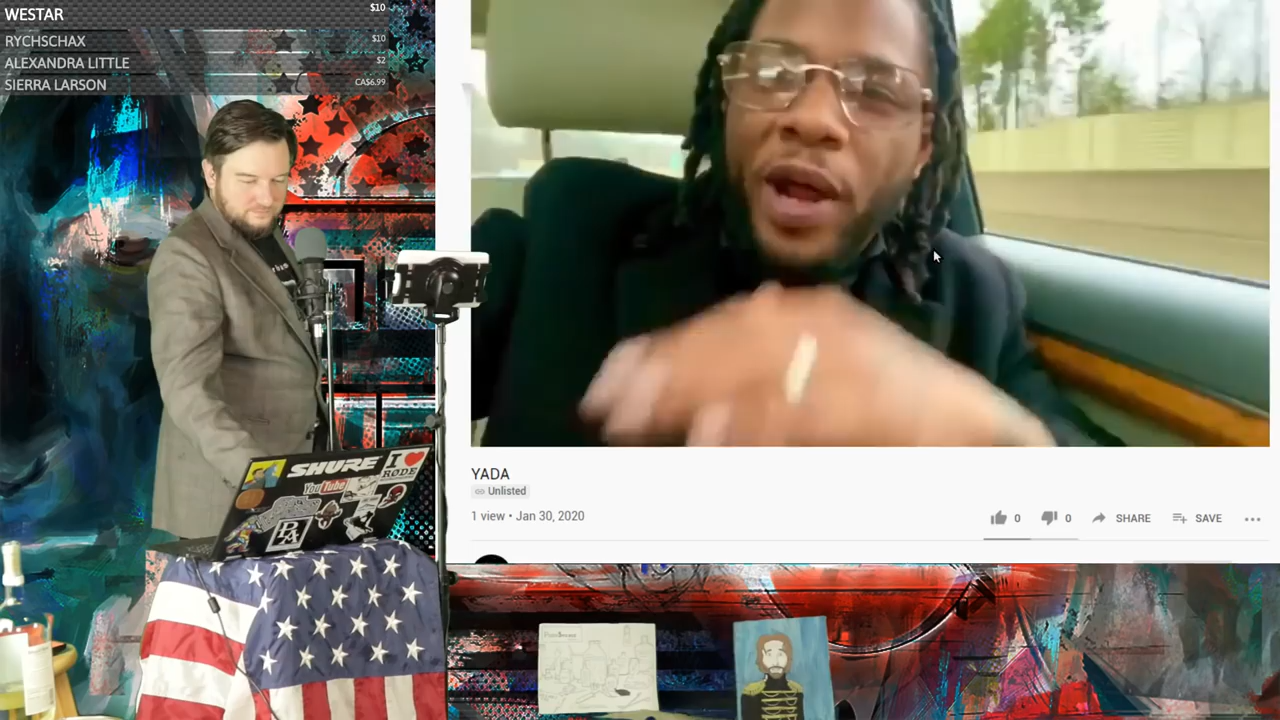 WESTAR $10
RYCHSCHAX $10
ALEXANDRA LITTLE $2
SIERRA LARSON CA$6.99
SHURE
I ❤ RØDE
YouTube
YADA
Unlisted
1 view • Jan 30, 2020
0 0 SHARE SAVE